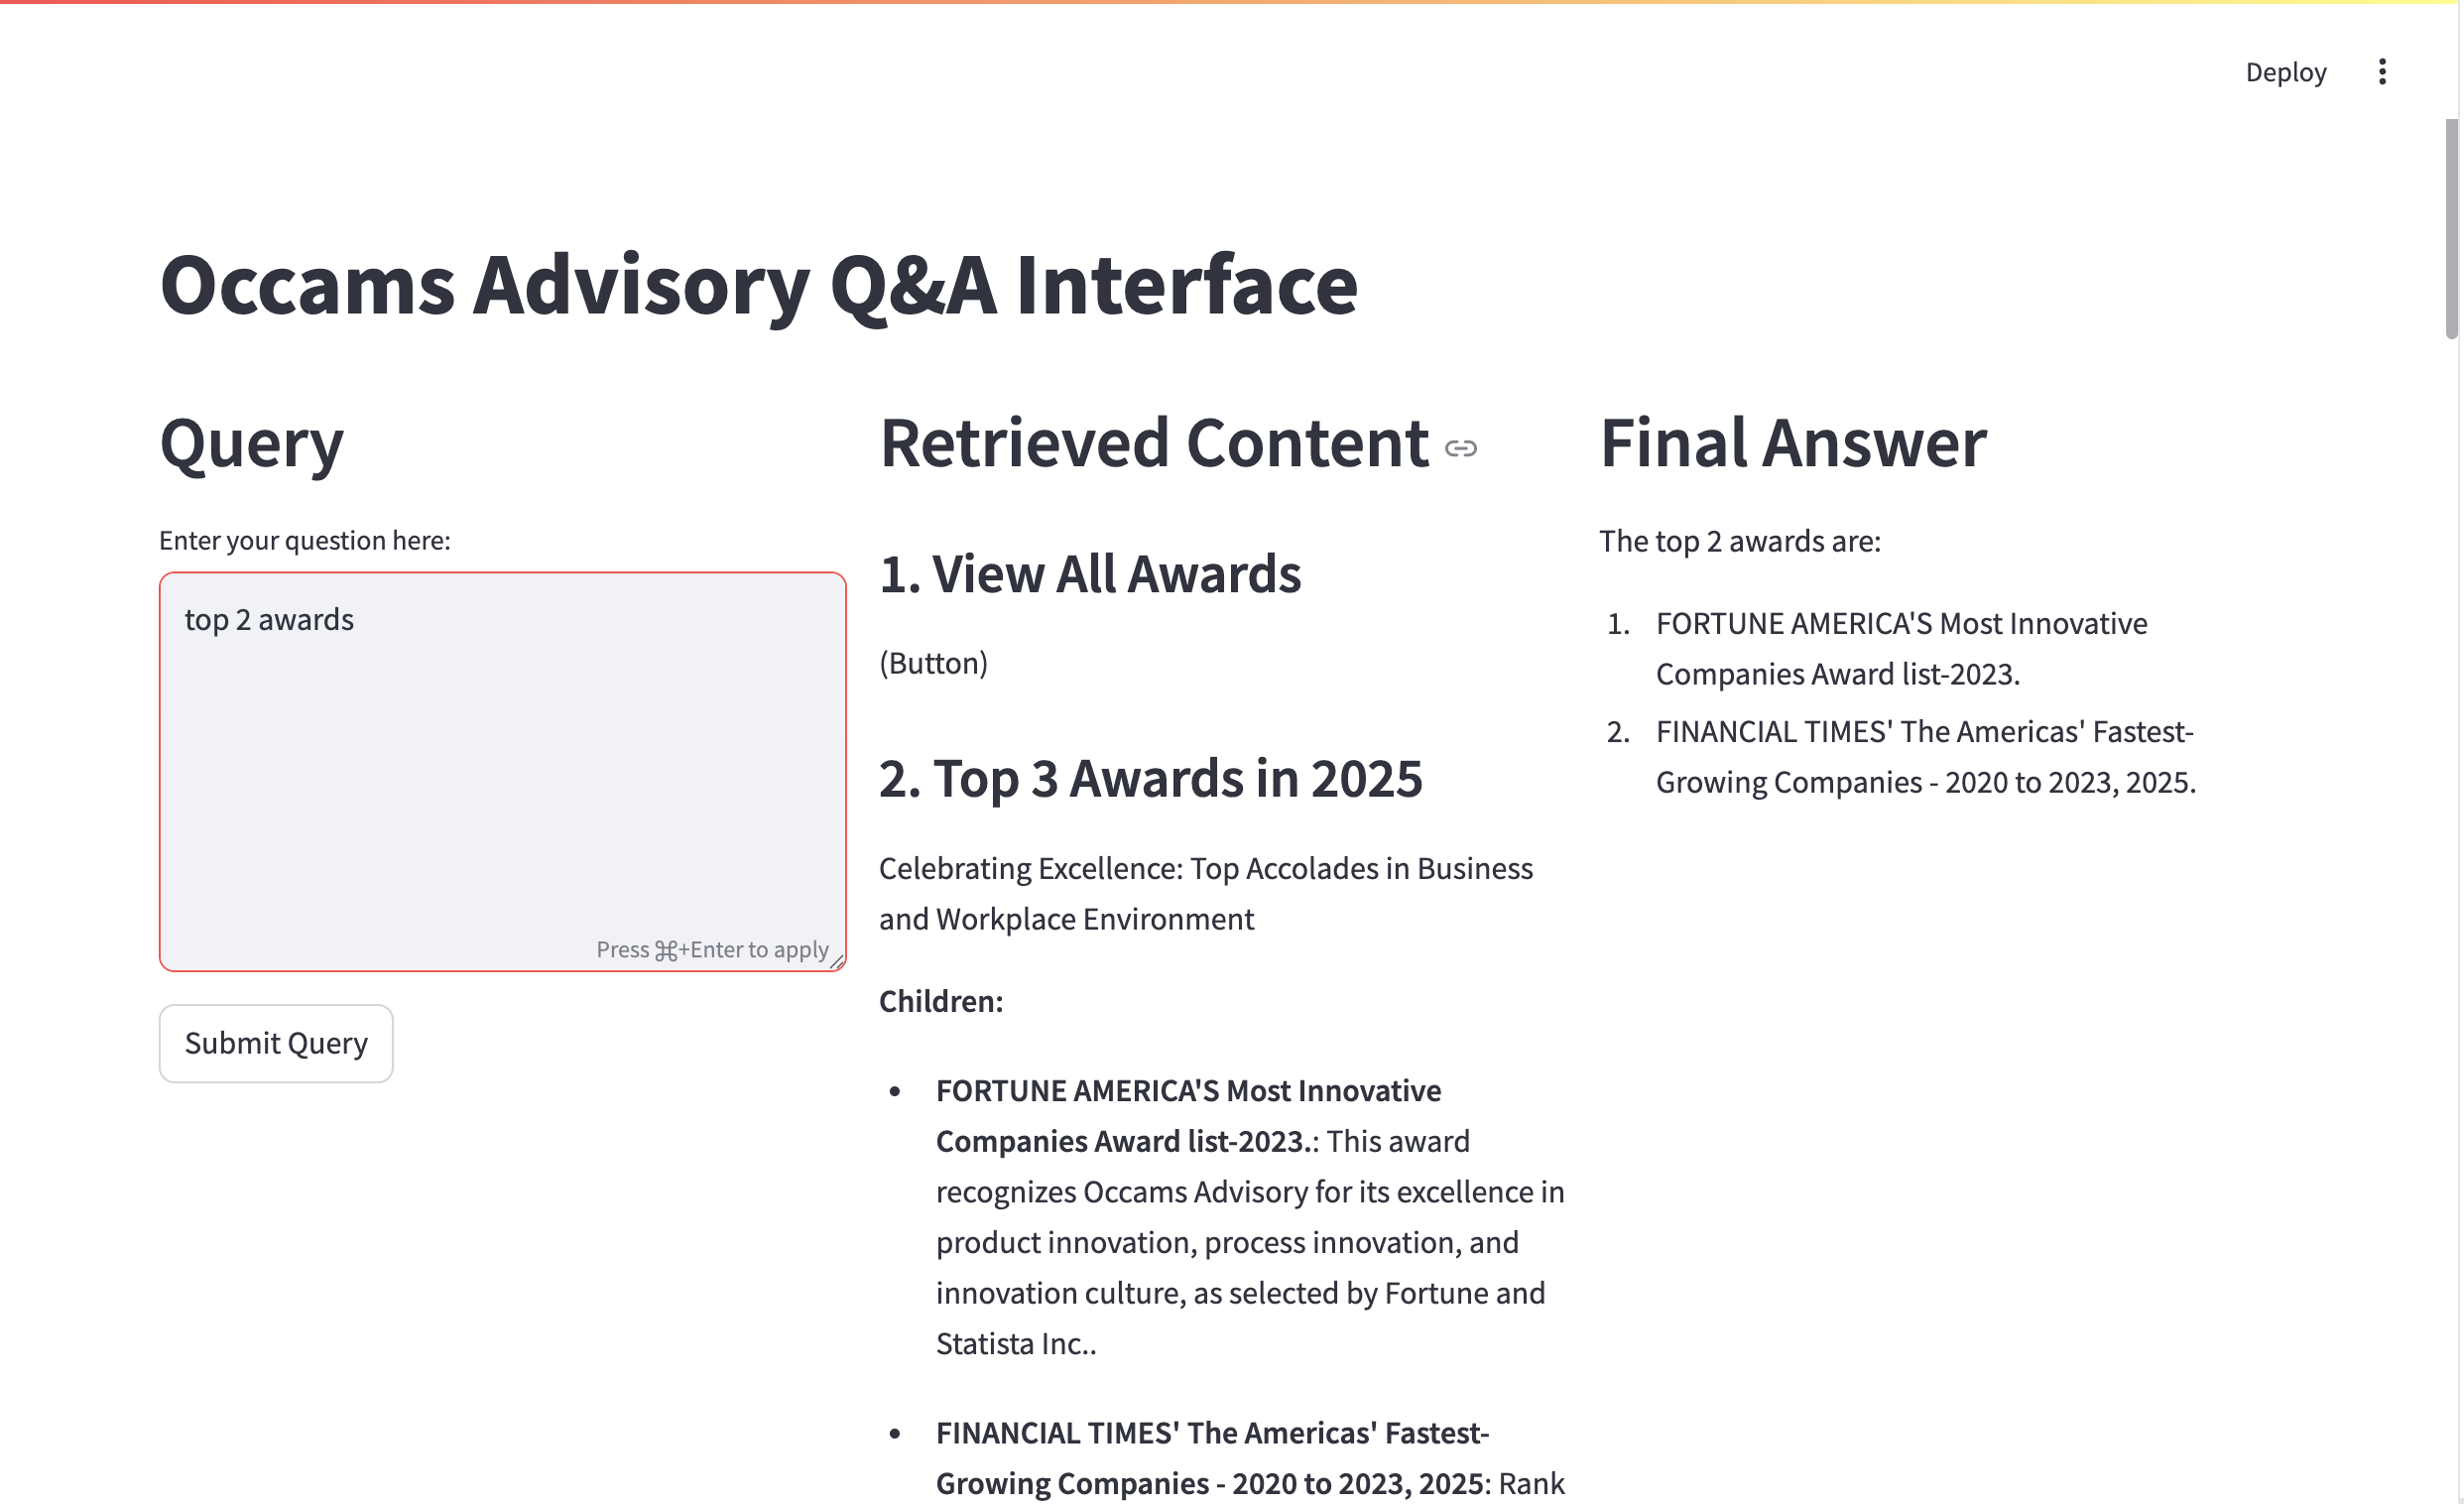 Deploy
Occams Advisory Q&A Interface
Query
Enter your question here:
top 2 awards
Press ⌘+Enter to apply
Submit Query
Retrieved Content
1. View All Awards
(Button)
2. Top 3 Awards in 2025
Celebrating Excellence: Top Accolades in Business
and Workplace Environment
Children:
• FORTUNE AMERICA'S Most Innovative
Companies Award list-2023.: This award
recognizes Occams Advisory for its excellence in
product innovation, process innovation, and
innovation culture, as selected by Fortune and
Statista Inc..
• FINANCIAL TIMES' The Americas' Fastest-
Growing Companies - 2020 to 2023, 2025: Rank
Final Answer
The top 2 awards are:
1. FORTUNE AMERICA'S Most Innovative
Companies Award list-2023.
2. FINANCIAL TIMES' The Americas' Fastest-
Growing Companies - 2020 to 2023, 2025.